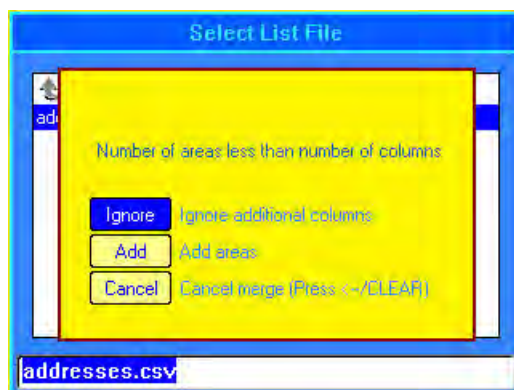 Select List File
ad
Number of areas less than number of columns
Ignore Ignore additional columns
Add Add areas
Cancel Cancel merge (Press <-/CLEAR)
addresses.csv